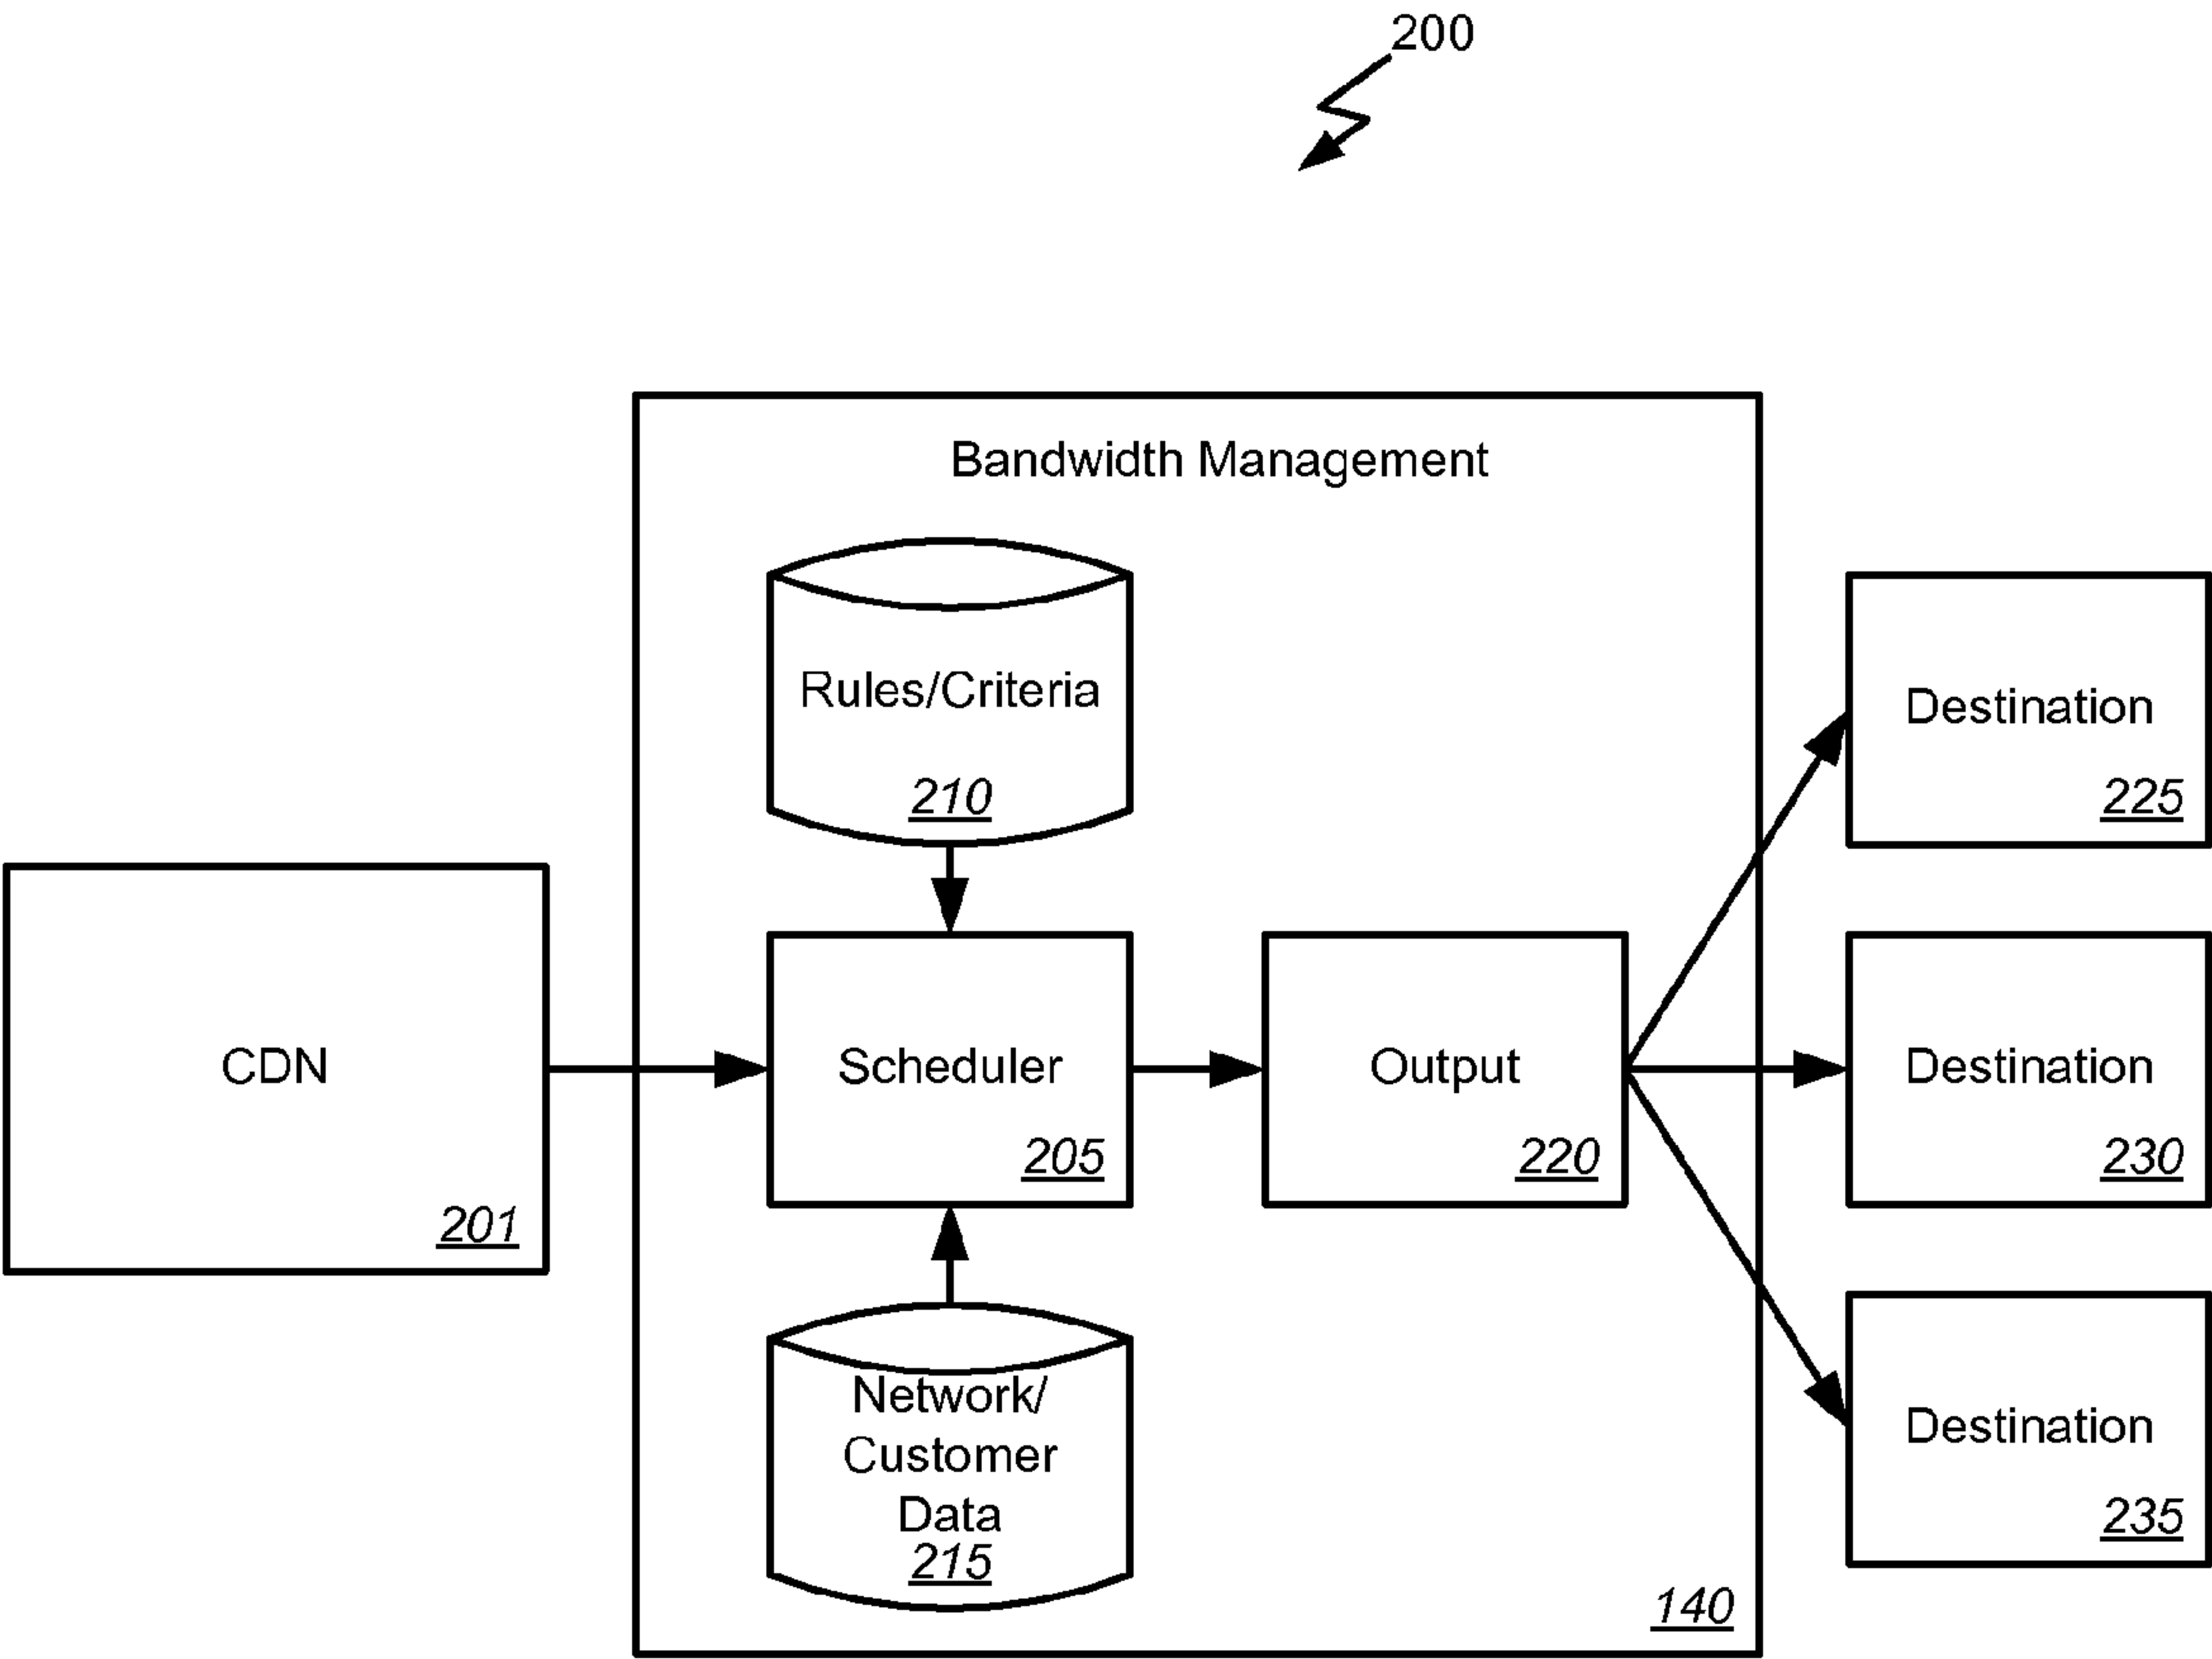 200
Bandwidth Management
Rules/Criteria
210
CDN
201
Scheduler
205
Output
220
Network/
Customer
Data
215
140
Destination
225
Destination
230
Destination
235